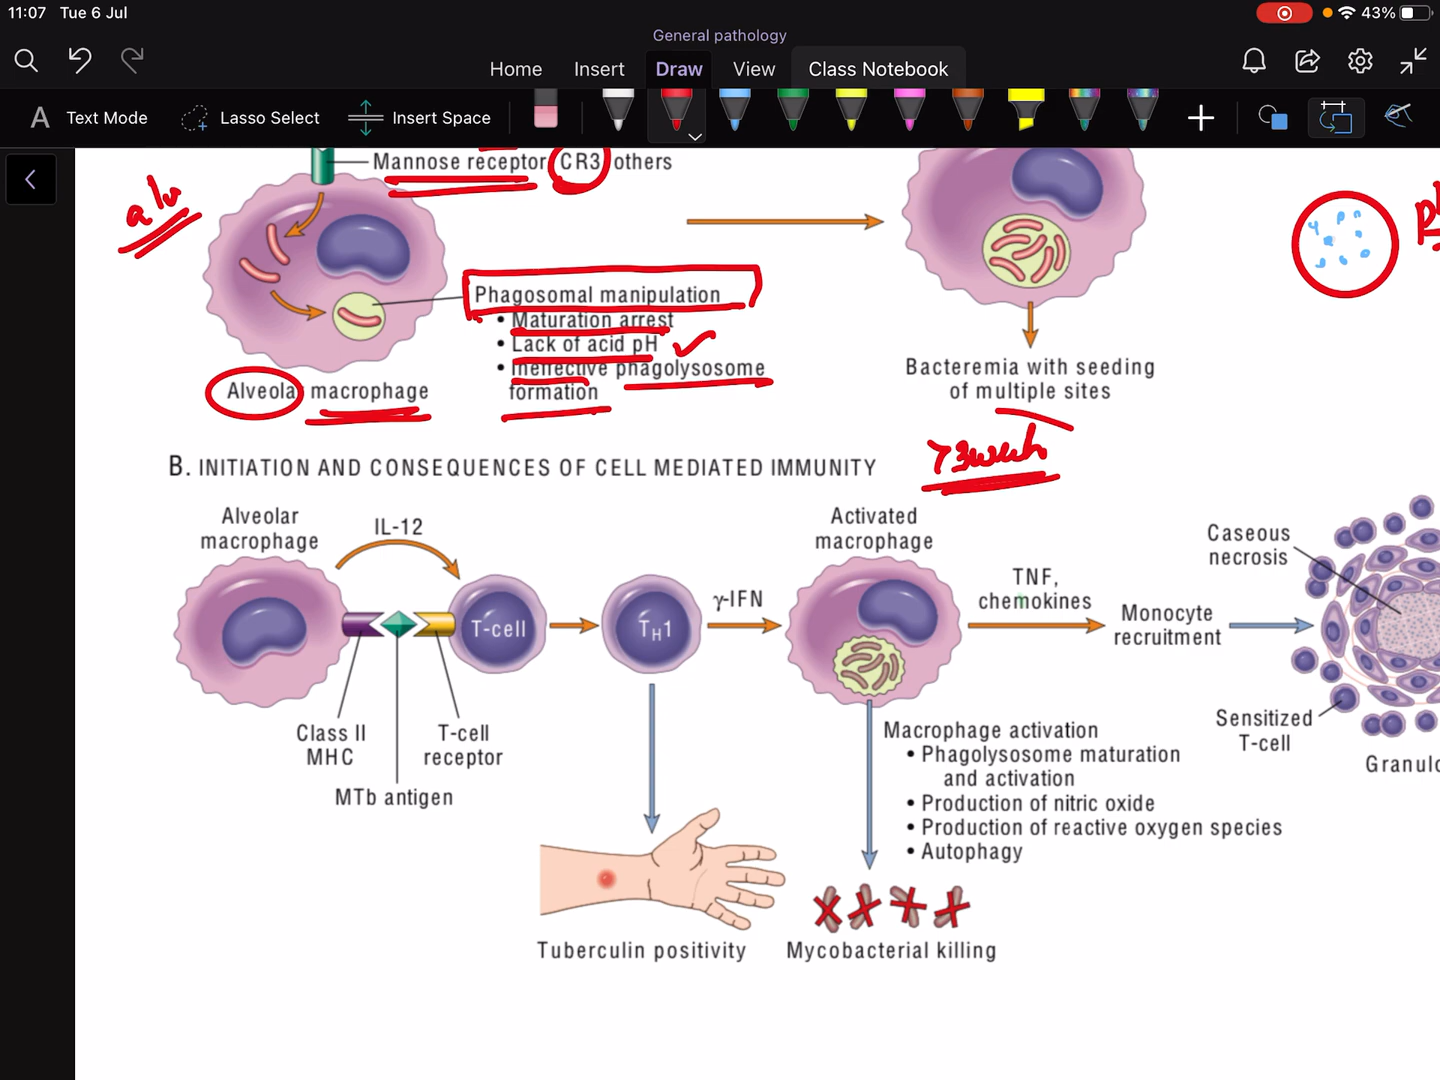 11:07 Tue 6 Jul
43%
General pathology
Home Insert Draw View Class Notebook
A Text Mode Lasso Select Insert Space
Mannose receptor CR3 others
Phagosomal manipulation
• Maturation arrest
• Lack of acid pH
• Ineffective phagolysosome
formation
Alveolar macrophage
Bacteremia with seeding
of multiple sites
>3 weeks
B. INITIATION AND CONSEQUENCES OF CELL MEDIATED IMMUNITY
Alveolar
macrophage
IL-12
T-cell
TH1
γ-IFN
Activated
macrophage
TNF,
chemokines
Monocyte
recruitment
Caseous
necrosis
Class II
MHC
T-cell
receptor
MTb antigen
Macrophage activation
• Phagolysosome maturation
and activation
• Production of nitric oxide
• Production of reactive oxygen species
• Autophagy
Sensitized
T-cell
Granulo
Tuberculin positivity
Mycobacterial killing